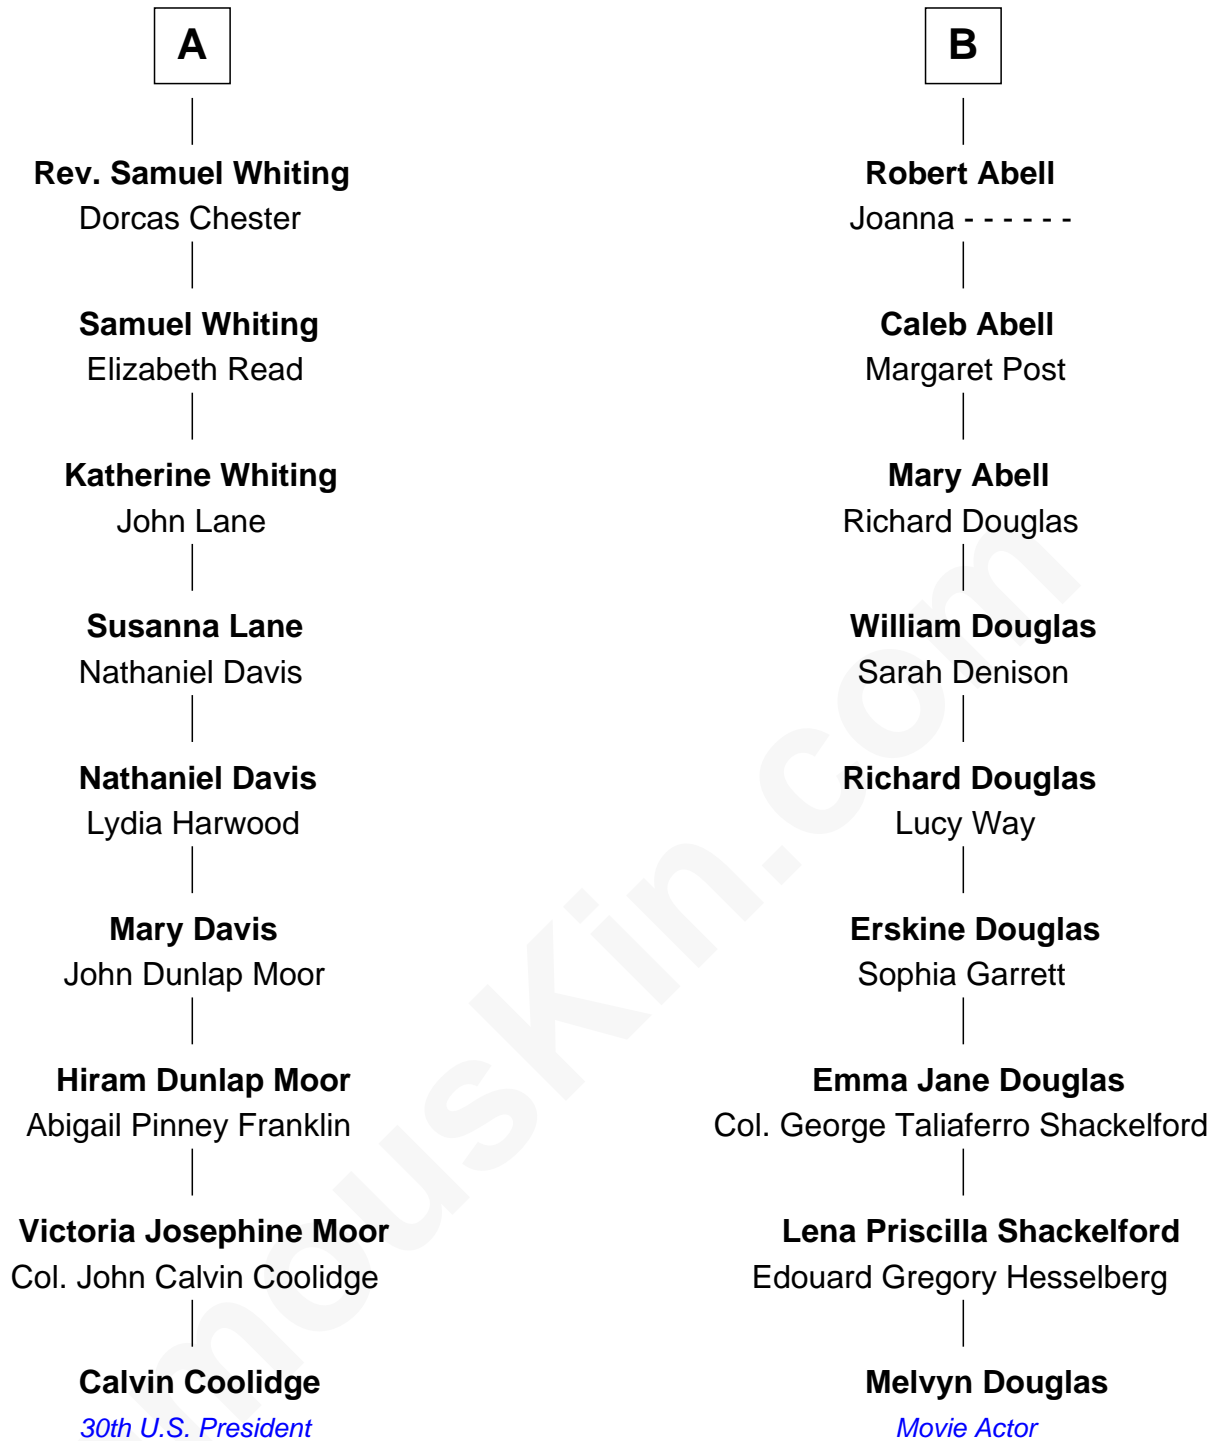 A
Rev. Samuel Whiting
Dorcas Chester
Samuel Whiting
Elizabeth Read
Katherine Whiting
John Lane
Susanna Lane
Nathaniel Davis
Nathaniel Davis
Lydia Harwood
Mary Davis
John Dunlap Moor
Hiram Dunlap Moor
Abigail Pinney Franklin
Victoria Josephine Moor
Col. John Calvin Coolidge
Calvin Coolidge
30th U.S. President
B
Robert Abell
Joanna - - - - - -
Caleb Abell
Margaret Post
Mary Abell
Richard Douglas
William Douglas
Sarah Denison
Richard Douglas
Lucy Way
Erskine Douglas
Sophia Garrett
Emma Jane Douglas
Col. George Taliaferro Shackelford
Lena Priscilla Shackelford
Edouard Gregory Hesselberg
Melvyn Douglas
Movie Actor
mousKin.com